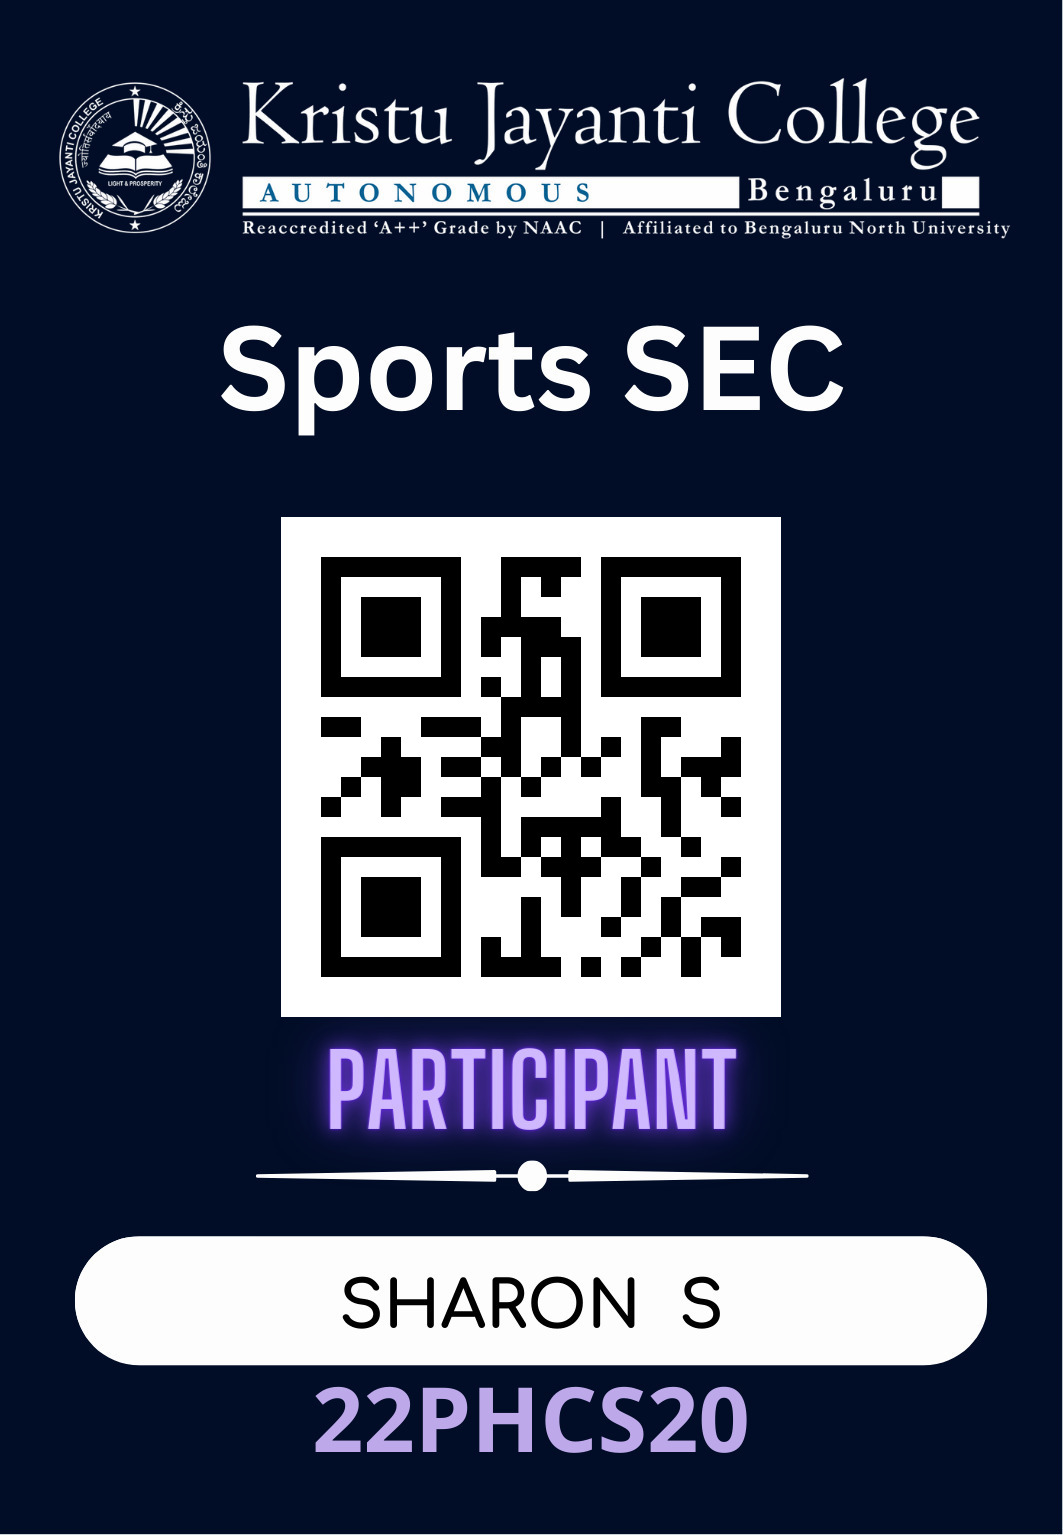 KRISTU JAYANTI COLLEGE
ಕ್ರಿಸ್ತು ಜಯಂತಿ ಕಾಲೇಜು
LIGHT & PROSPERITY
Kristu Jayanti College
AUTONOMOUS Bengaluru
Reaccredited ‘A++’ Grade by NAAC | Affiliated to Bengaluru North University
Sports SEC
PARTICIPANT
SHARON S
22PHCS20